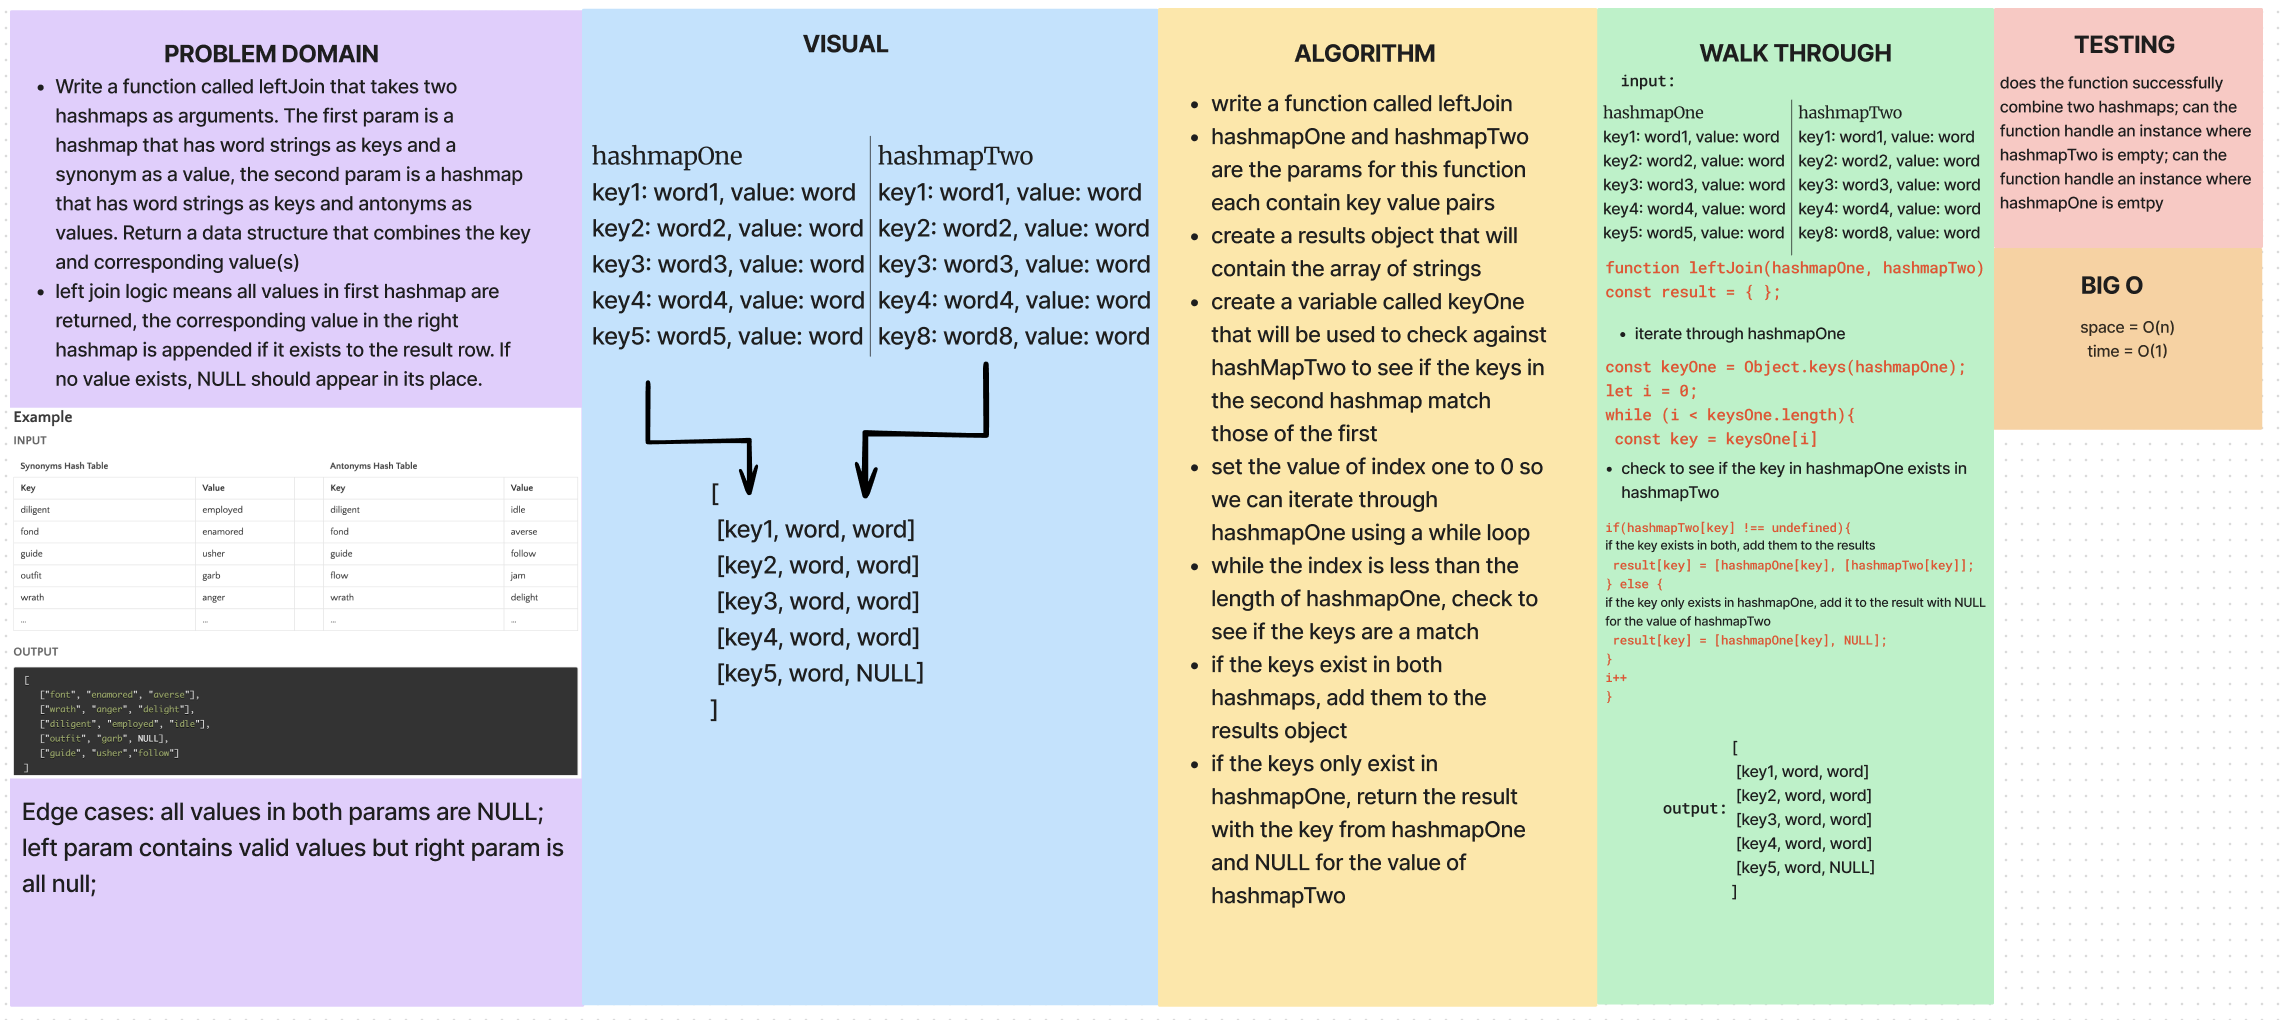 PROBLEM DOMAIN
• Write a function called leftJoin that takes two
hashmaps as arguments. The first param is a
hashmap that has word strings as keys and a
synonym as a value, the second param is a hashmap
that has word strings as keys and antonyms as
values. Return a data structure that combines the key
and corresponding value(s)
• left join logic means all values in first hashmap are
returned, the corresponding value in the right
hashmap is appended if it exists to the result row. If
no value exists, NULL should appear in its place.
Example
INPUT
Synonyms Hash Table Antonyms Hash Table
Key Value Key Value
diligent employed diligent idle
fond enamored fond averse
guide usher guide follow
outfit garb flow jam
wrath anger wrath delight
... ... ... ...
OUTPUT
[
["font", "enamored", "averse"],
["wrath", "anger", "delight"],
["diligent", "employed", "idle"],
["outfit", "garb", NULL],
["guide", "usher","follow"]
]
Edge cases: all values in both params are NULL;
left param contains valid values but right param is
all null;
VISUAL
hashmapOne hashmapTwo
key1: word1, value: word key1: word1, value: word
key2: word2, value: word key2: word2, value: word
key3: word3, value: word key3: word3, value: word
key4: word4, value: word key4: word4, value: word
key5: word5, value: word key8: word8, value: word
[
[key1, word, word]
[key2, word, word]
[key3, word, word]
[key4, word, word]
[key5, word, NULL]
]
ALGORITHM
• write a function called leftJoin
• hashmapOne and hashmapTwo
are the params for this function
each contain key value pairs
• create a results object that will
contain the array of strings
• create a variable called keyOne
that will be used to check against
hashMapTwo to see if the keys in
the second hashmap match
those of the first
• set the value of index one to 0 so
we can iterate through
hashmapOne using a while loop
• while the index is less than the
length of hashmapOne, check to
see if the keys are a match
• if the keys exist in both
hashmaps, add them to the
results object
• if the keys only exist in
hashmapOne, return the result
with the key from hashmapOne
and NULL for the value of
hashmapTwo
WALK THROUGH
input:
hashmapOne hashmapTwo
key1: word1, value: word key1: word1, value: word
key2: word2, value: word key2: word2, value: word
key3: word3, value: word key3: word3, value: word
key4: word4, value: word key4: word4, value: word
key5: word5, value: word key8: word8, value: word
function leftJoin(hashmapOne, hashmapTwo)
const result = { };
• iterate through hashmapOne
const keyOne = Object.keys(hashmapOne);
let i = 0;
while (i < keysOne.length){
const key = keysOne[i]
• check to see if the key in hashmapOne exists in
hashmapTwo
if(hashmapTwo[key] !== undefined){
if the key exists in both, add them to the results
result[key] = [hashmapOne[key], [hashmapTwo[key]];
} else {
if the key only exists in hashmapOne, add it to the result with NULL
for the value of hashmapTwo
result[key] = [hashmapOne[key], NULL];
}
i++
}
output:
[
[key1, word, word]
[key2, word, word]
[key3, word, word]
[key4, word, word]
[key5, word, NULL]
]
TESTING
does the function successfully
combine two hashmaps; can the
function handle an instance where
hashmapTwo is empty; can the
function handle an instance where
hashmapOne is emtpy
BIG O
space = O(n)
time = O(1)